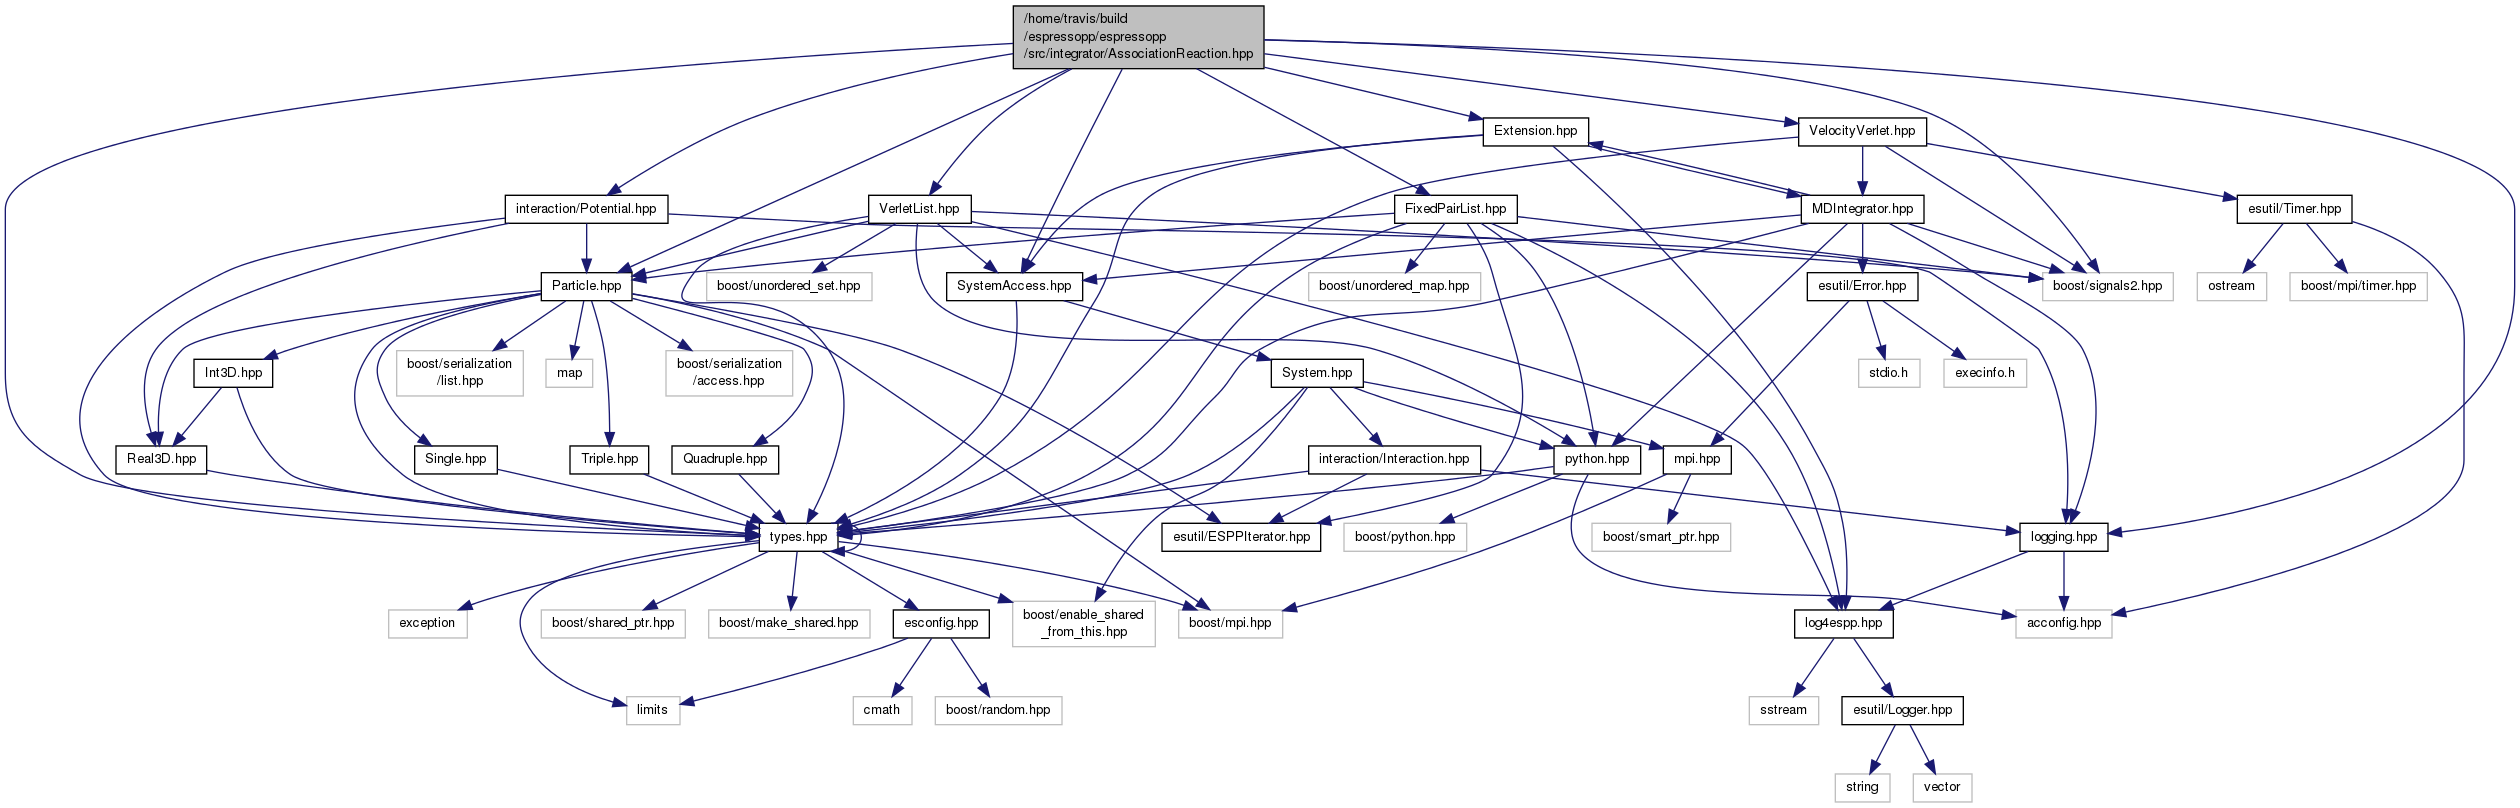 /home/travis/build
/espressopp/espressopp
/src/integrator/AssociationReaction.hpp
Extension.hpp
VelocityVerlet.hpp
interaction/Potential.hpp
VerletList.hpp
FixedPairList.hpp
MDIntegrator.hpp
esutil/Timer.hpp
Particle.hpp
boost/unordered_set.hpp
SystemAccess.hpp
boost/unordered_map.hpp
esutil/Error.hpp
boost/signals2.hpp
ostream
boost/mpi/timer.hpp
Int3D.hpp
boost/serialization
/list.hpp
map
boost/serialization
/access.hpp
System.hpp
stdio.h
execinfo.h
Real3D.hpp
Single.hpp
Triple.hpp
Quadruple.hpp
interaction/Interaction.hpp
python.hpp
mpi.hpp
types.hpp
esutil/ESPPIterator.hpp
boost/python.hpp
boost/smart_ptr.hpp
logging.hpp
exception
boost/shared_ptr.hpp
boost/make_shared.hpp
esconfig.hpp
boost/enable_shared
_from_this.hpp
boost/mpi.hpp
log4espp.hpp
acconfig.hpp
limits
cmath
boost/random.hpp
sstream
esutil/Logger.hpp
string
vector